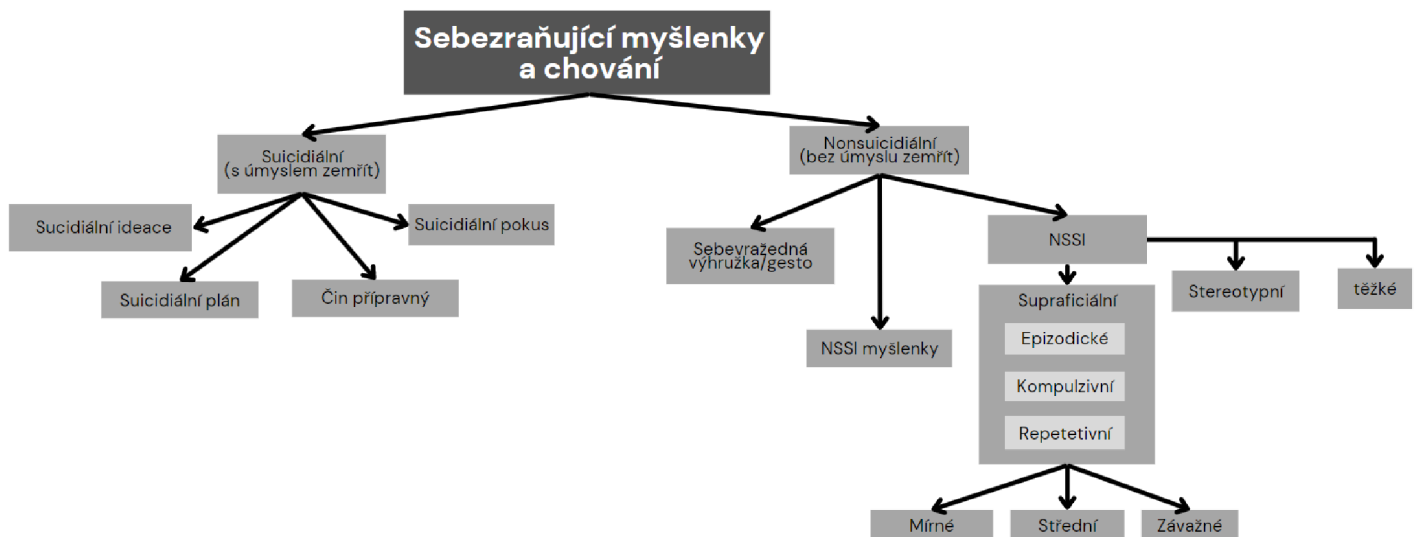 Sebezraňující myšlenky
a chování
Suicidiální
(s úmyslem zemřít)
Nonsuicidiální
(bez úmyslu zemřít)
Sucidiální ideace
Suicidiální pokus
Suicidiální plán
Čin přípravný
Sebevražedná
výhružka/gesto
NSSI
NSSI myšlenky
Stereotypní
těžké
Supraficiální
Epizodické
Kompulzivní
Repetetivní
Mírné
Střední
Závažné